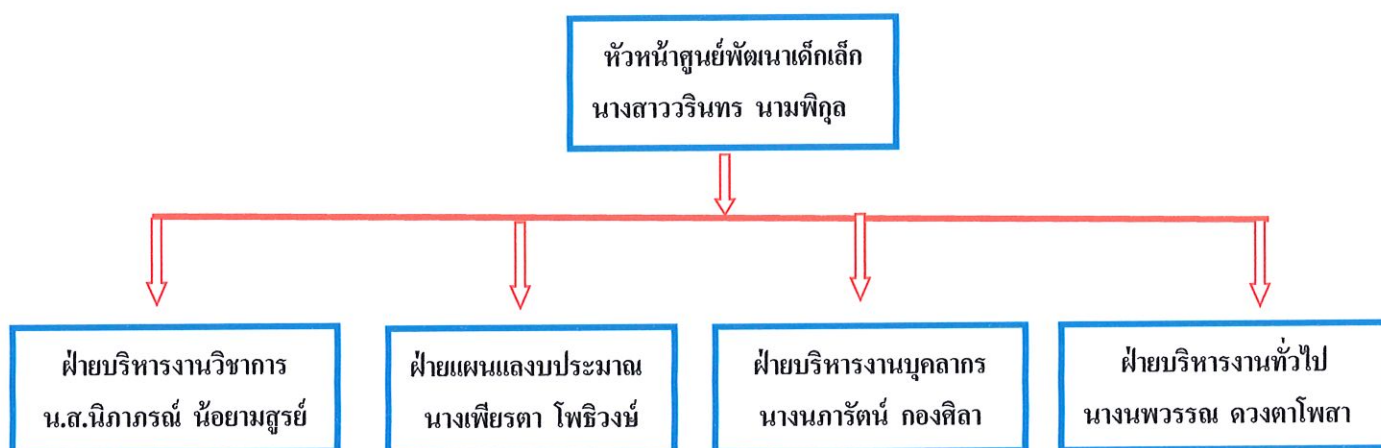 หัวหน้าศูนย์พัฒนาเด็กเล็ก
นางสาววรินทร นามพิกุล
ฝ่ายบริหารงานวิชาการ
น.ส.นิภาภรณ์ น้อยามสูรย์
ฝ่ายแผนแลงบประมาณ
นางเพียรตา โพธิวงษ์
ฝ่ายบริหารงานบุคลากร
นางนภารัตน์ กองศิลา
ฝ่ายบริหารงานทั่วไป
นางนพวรรณ ดวงตาโพสา